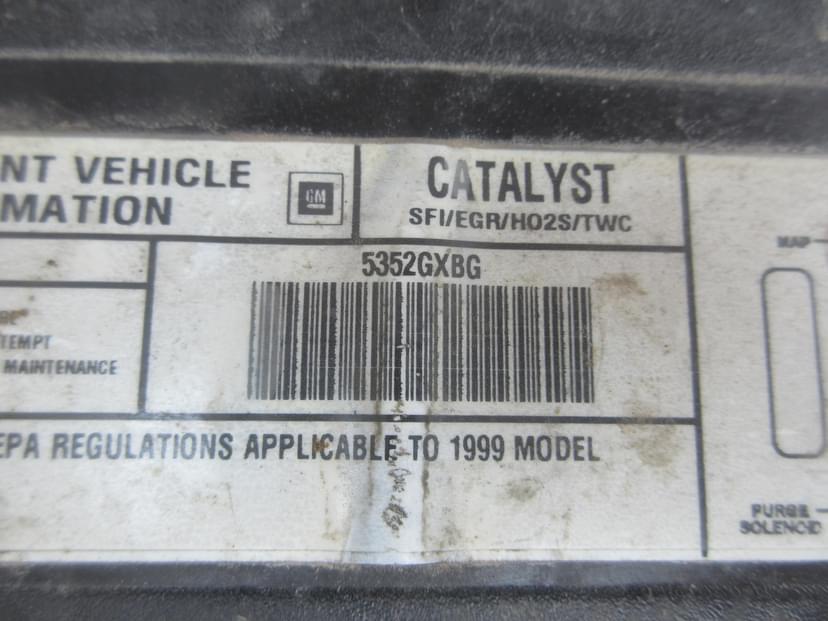 NT VEHICLE
MATION
GM
CATALYST
SFI/EGR/HO2S/TWC
5352GXBG
TEMPT
MAINTENANCE
EPA REGULATIONS APPLICABLE TO 1999 MODEL
MAP
PURGE
SOLENOID